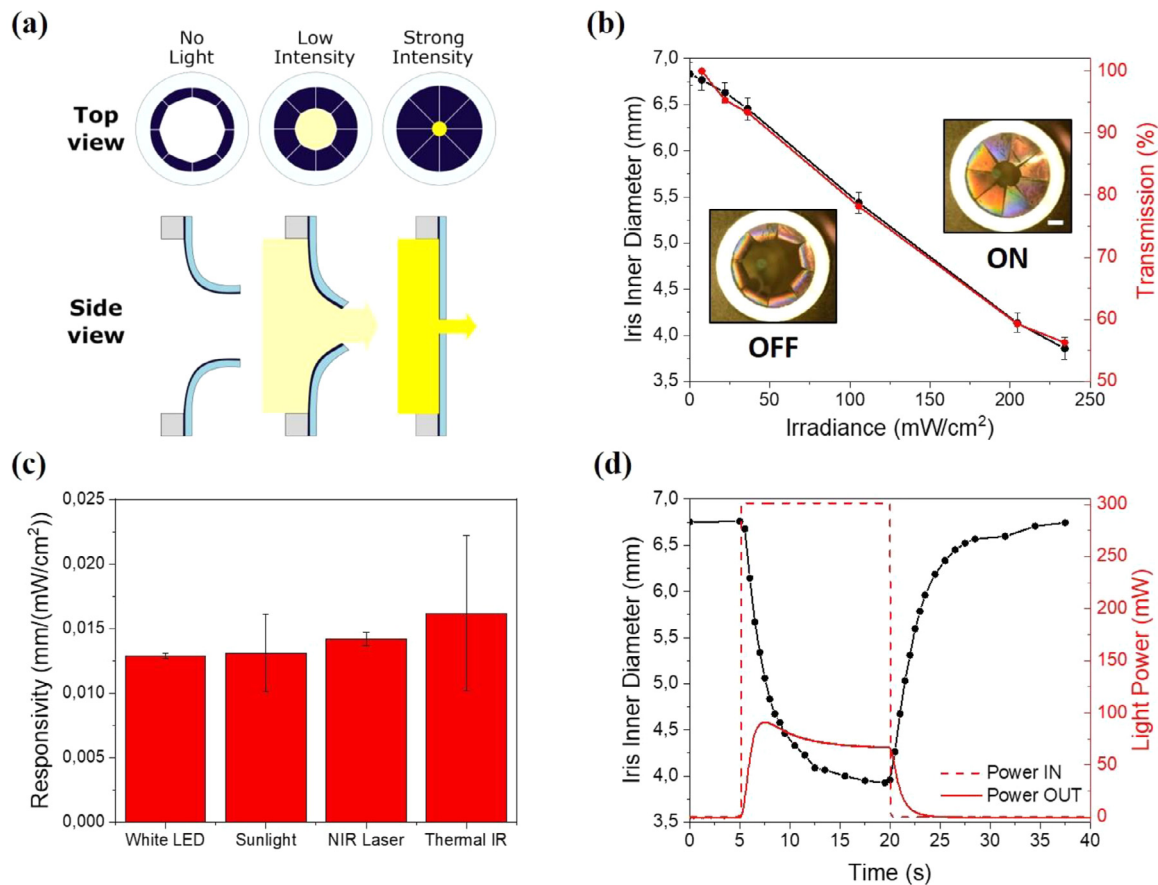 (a)
No
Light
Low
Intensity
Strong
Intensity
Top
view
Side
view
(b)
7,0
6,5
6,0
5,5
5,0
4,5
4,0
3,5
Iris Inner Diameter (mm)
0
50
100
150
200
250
Irradiance (mW/cm²)
100
90
80
70
60
50
Transmission (%)
OFF
ON
(c)
0,025
0,020
0,015
0,010
0,005
0,000
Responsivity (mm/(mW/cm²))
White LED
Sunlight
NIR Laser
Thermal IR
(d)
7,0
6,5
6,0
5,5
5,0
4,5
4,0
3,5
Iris Inner Diameter (mm)
0
5
10
15
20
25
30
35
40
Time (s)
300
250
200
150
100
50
0
Light Power (mW)
Power IN
Power OUT